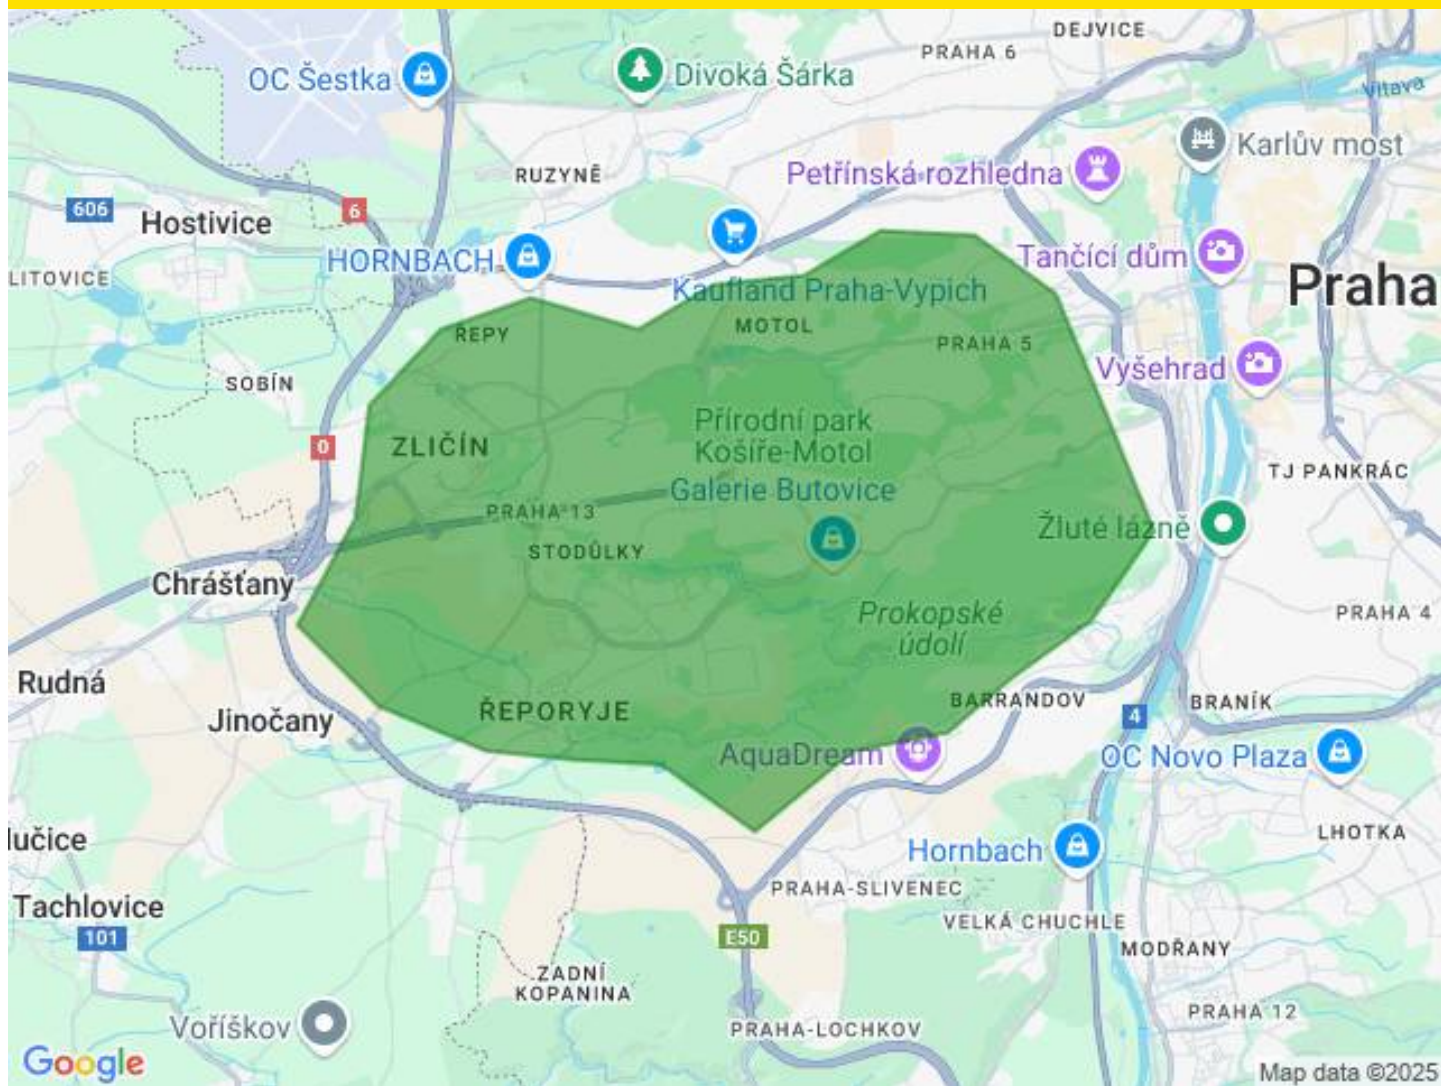 DEJVICE
PRAHA 6
OC Šestka
Divoká Šárka
Vltava
Karlův most
RUZYNĚ
Petřínská rozhledna
606
6
Hostivice
HORNBACH
Tančící dům
LITOVICE
Kaufland Praha-Vypich
Praha
ŘEPY
MOTOL
PRAHA 5
Vyšehrad
SOBÍN
0
ZLIČÍN
Přírodní park
Košíře-Motol
TJ PANKRÁC
Galerie Butovice
PRAHA 13
Žluté lázně
STODŮLKY
Chrášťany
Prokopské
údolí
PRAHA 4
Rudná
ŘEPORYJE
BARRANDOV
BRANÍK
Jinočany
4
AquaDream
OC Novo Plaza
lučice
Hornbach
LHOTKA
PRAHA-SLIVENEC
Tachlovice
101
VELKÁ CHUCHLE
E50
MODŘANY
ZADNÍ
KOPANINA
PRAHA 12
Voříškov
PRAHA-LOCHKOV
Google
Map data ©2025